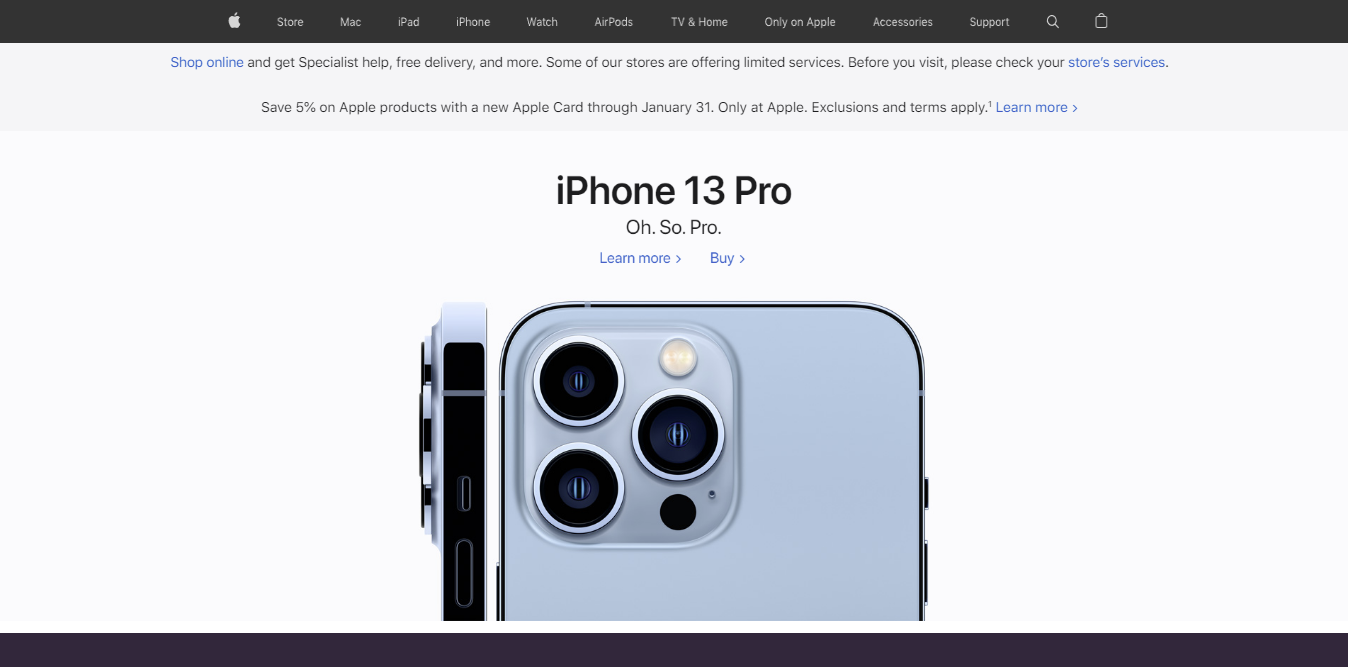 Store Mac iPad iPhone Watch AirPods TV & Home Only on Apple Accessories Support
Shop online and get Specialist help, free delivery, and more. Some of our stores are offering limited services. Before you visit, please check your store’s services.
Save 5% on Apple products with a new Apple Card through January 31. Only at Apple. Exclusions and terms apply.¹ Learn more >
iPhone 13 Pro
Oh. So. Pro.
Learn more > Buy >